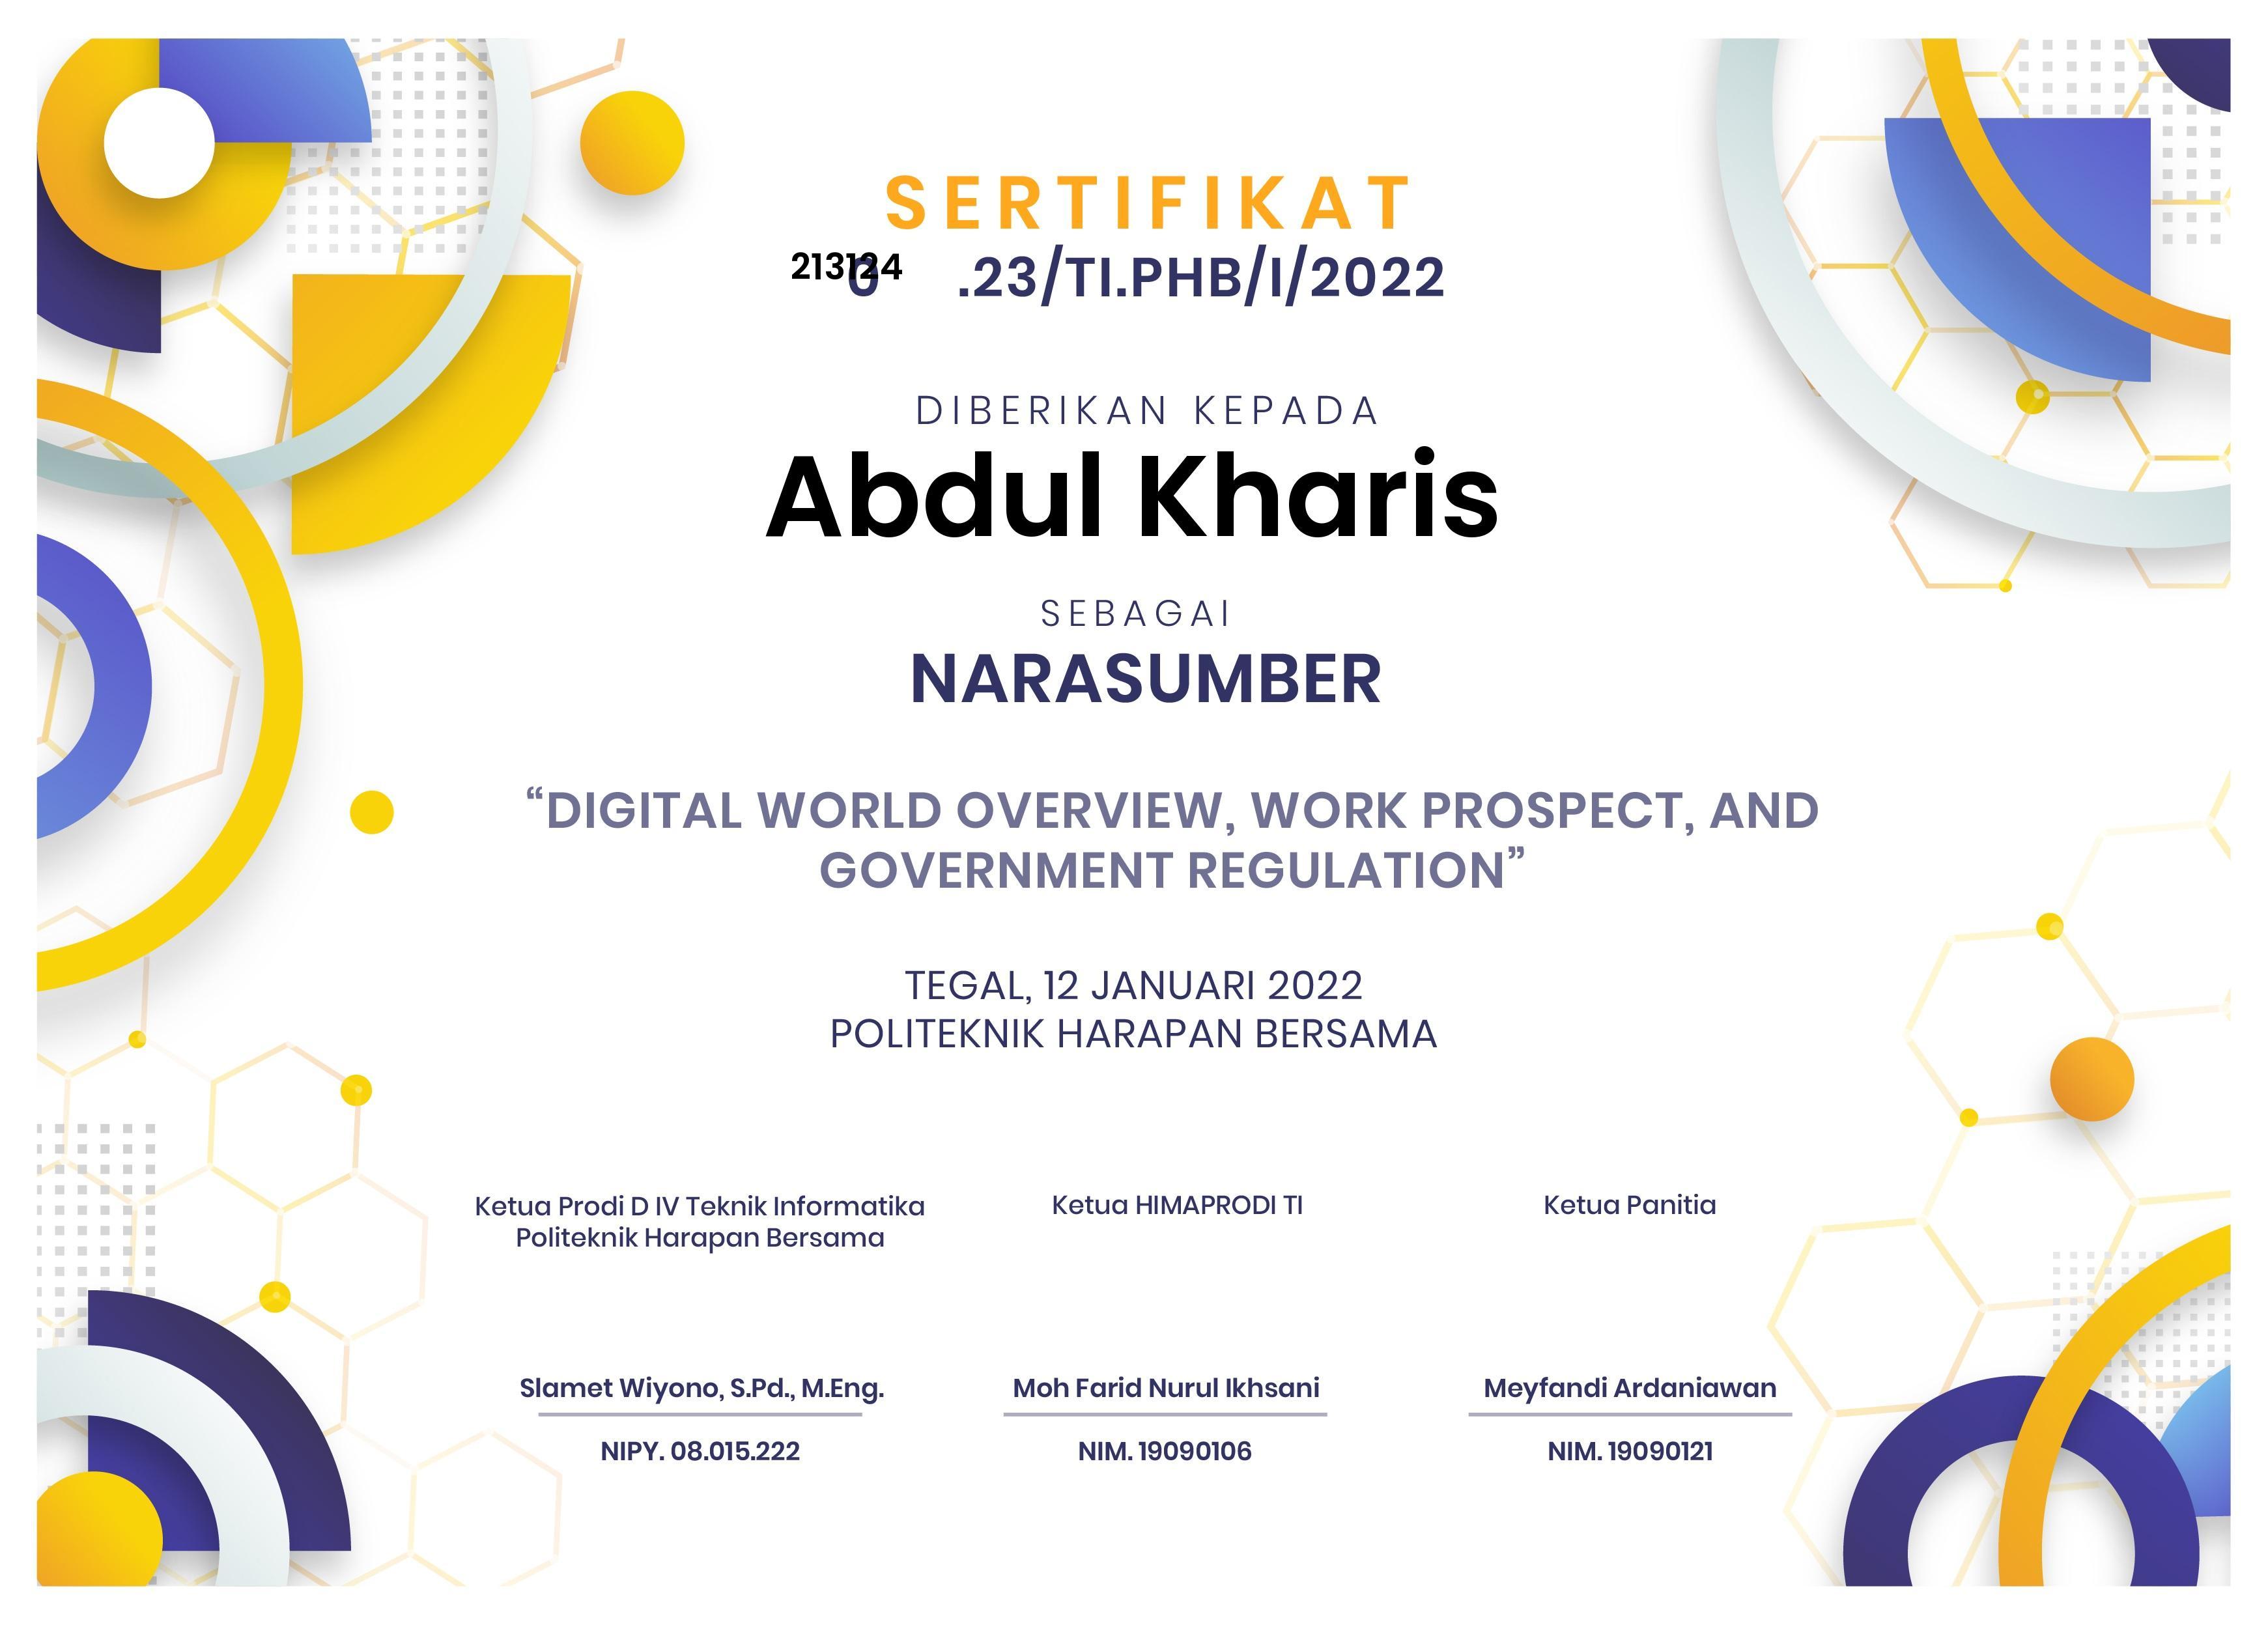 SERTIFIKAT
213124
0 .23/TI.PHB/I/2022
DIBERIKAN KEPADA
Abdul Kharis
SEBAGAI
NARASUMBER
“DIGITAL WORLD OVERVIEW, WORK PROSPECT, AND
GOVERNMENT REGULATION”
TEGAL, 12 JANUARI 2022
POLITEKNIK HARAPAN BERSAMA
Ketua Prodi D IV Teknik Informatika
Politeknik Harapan Bersama
Ketua HIMAPRODI TI
Ketua Panitia
Slamet Wiyono, S.Pd., M.Eng.
NIPY. 08.015.222
Moh Farid Nurul Ikhsani
NIM. 19090106
Meyfandi Ardaniawan
NIM. 19090121